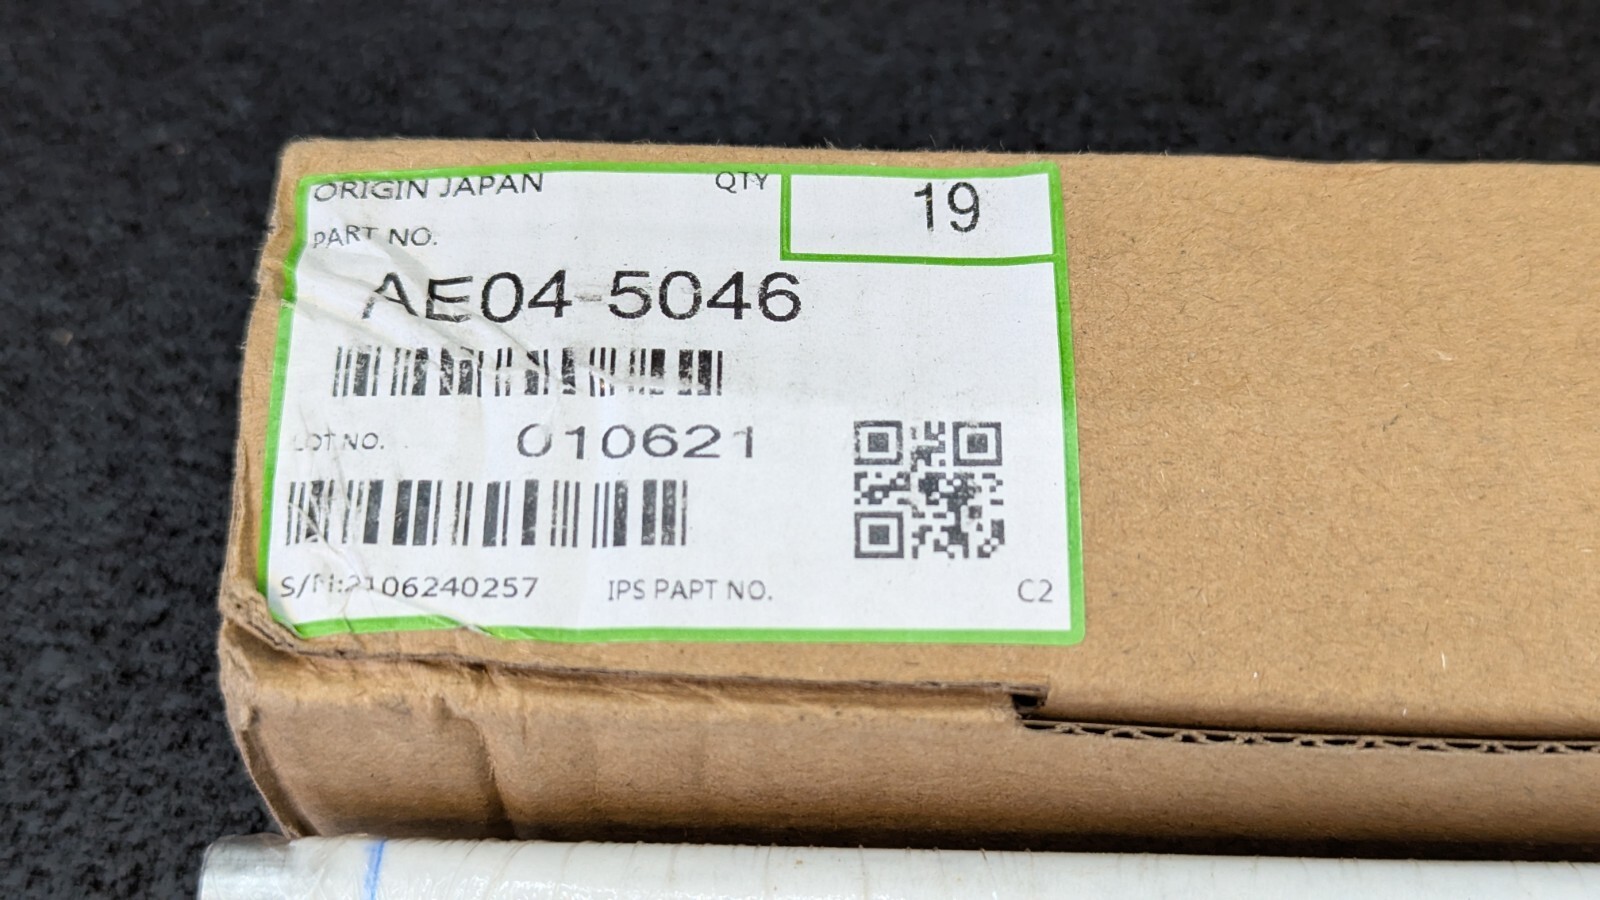 ORIGIN JAPAN QTY 19
PART NO.
AE04-5046
LOT NO. 010621
S/N:2106240257 IPS PAPT NO. C2